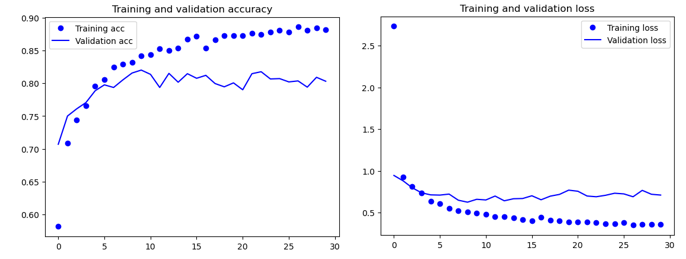 Training and validation accuracy
0.90
0.85
0.80
0.75
0.70
0.65
0.60
Training acc
Validation acc
0 5 10 15 20 25 30
Training and validation loss
2.5
2.0
1.5
1.0
0.5
Training loss
Validation loss
0 5 10 15 20 25 30